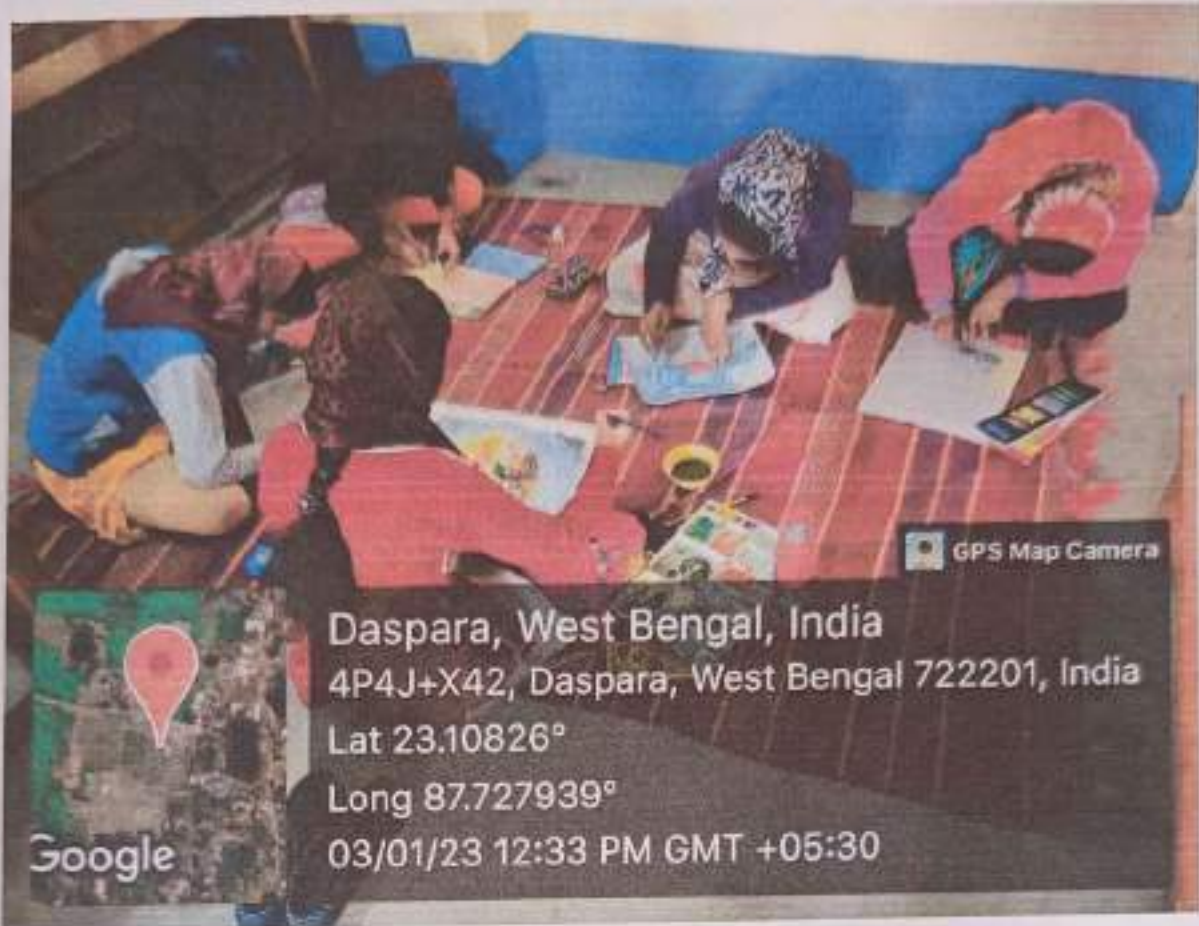 GPS Map Camera
Daspara, West Bengal, India
4P4J+X42, Daspara, West Bengal 722201, India
Lat 23.10826°
Long 87.727939°
03/01/23 12:33 PM GMT +05:30
Google